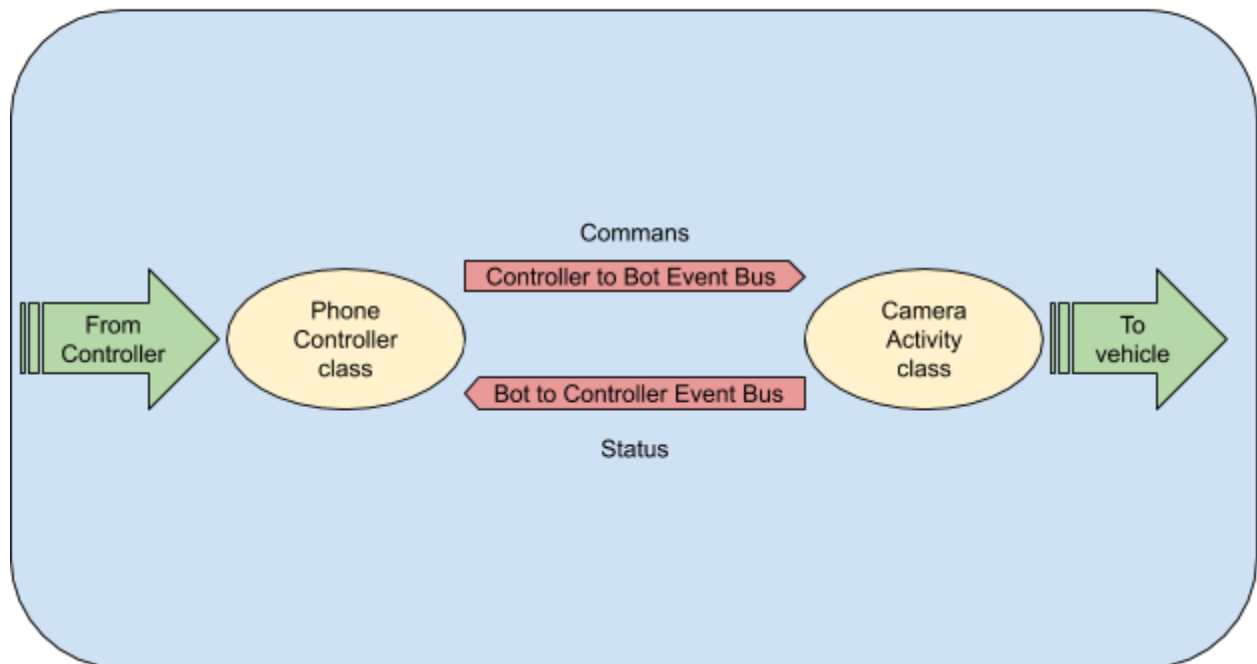 Commans
Controller to Bot Event Bus
From
Controller
Phone
Controller
class
Camera
Activity
class
To
vehicle
Bot to Controller Event Bus
Status